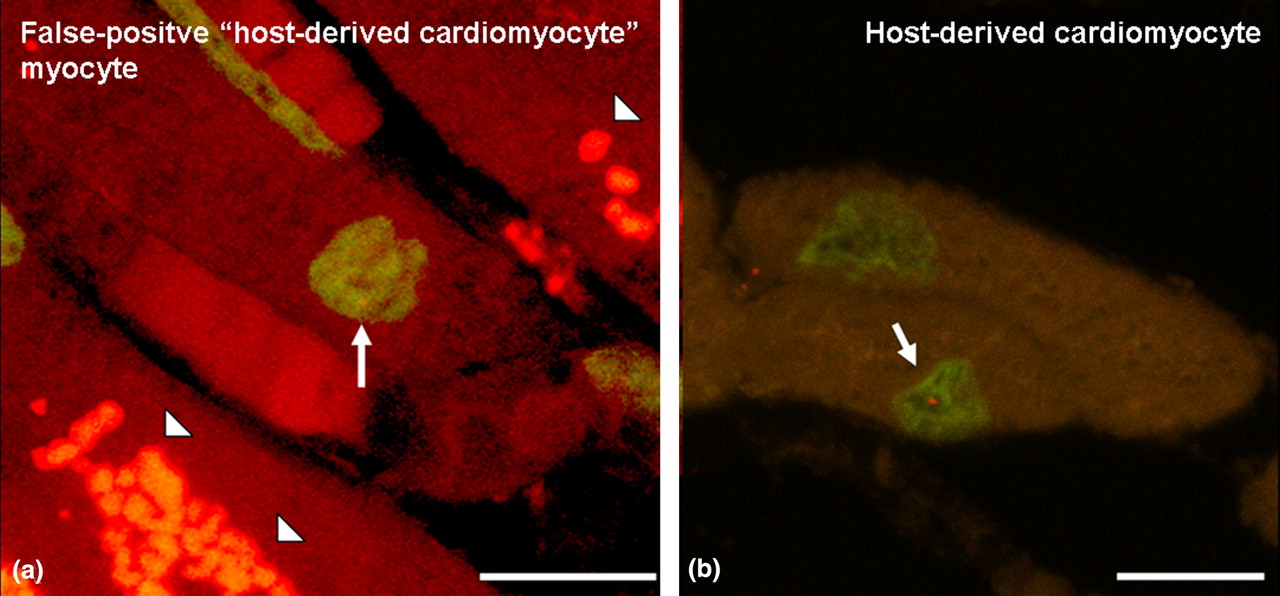 False-positve “host-derived cardiomyocyte”
myocyte
Host-derived cardiomyocyte
(a)
(b)